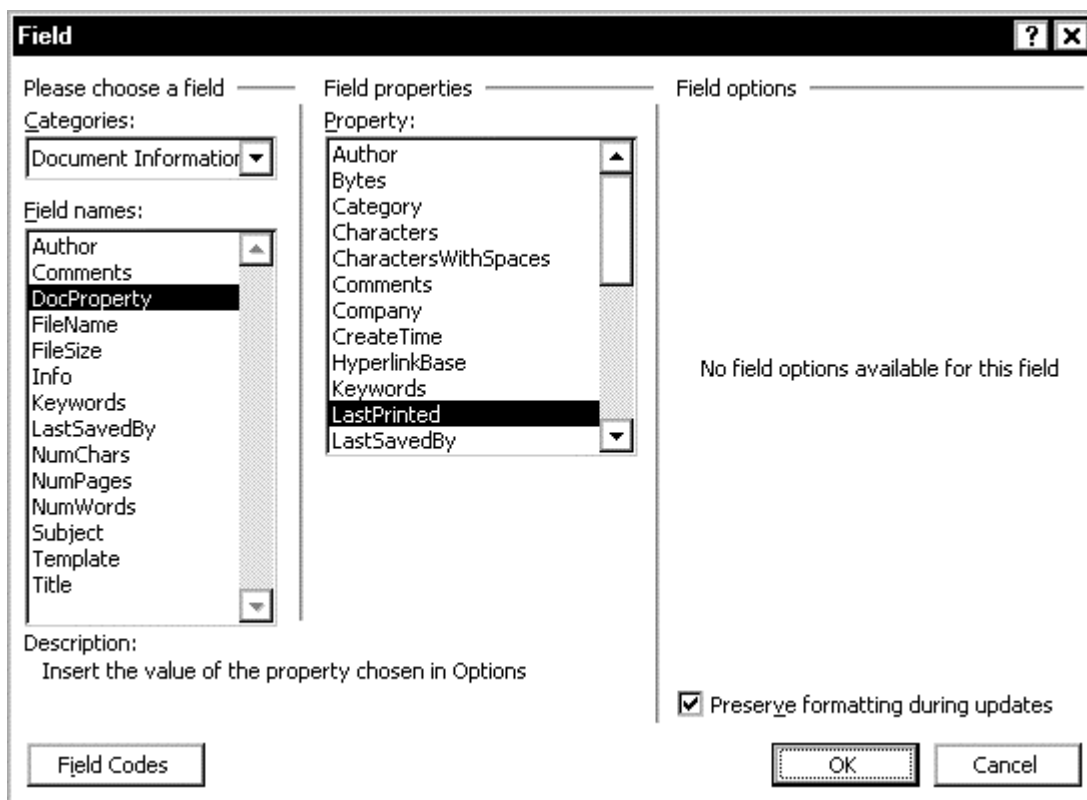 Field
Please choose a field
Categories:
Document Information
Field names:
Author
Comments
DocProperty
FileName
FileSize
Info
Keywords
LastSavedBy
NumChars
NumPages
NumWords
Subject
Template
Title
Field properties
Property:
Author
Bytes
Category
Characters
CharactersWithSpaces
Comments
Company
CreateTime
HyperlinkBase
Keywords
LastPrinted
LastSavedBy
Field options
No field options available for this field
Description:
Insert the value of the property chosen in Options
Preserve formatting during updates
Field Codes
OK
Cancel